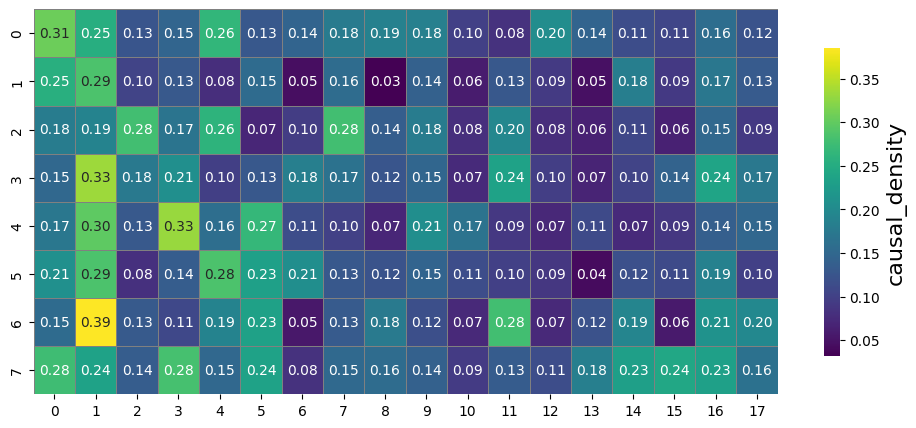 0 0.31 0.25 0.13 0.15 0.26 0.13 0.14 0.18 0.19 0.18 0.10 0.08 0.20 0.14 0.11 0.11 0.16 0.12
1 0.25 0.29 0.10 0.13 0.08 0.15 0.05 0.16 0.03 0.14 0.06 0.13 0.09 0.05 0.18 0.09 0.17 0.13
2 0.18 0.19 0.28 0.17 0.26 0.07 0.10 0.28 0.14 0.18 0.08 0.20 0.08 0.06 0.11 0.06 0.15 0.09
3 0.15 0.33 0.18 0.21 0.10 0.13 0.18 0.17 0.12 0.15 0.07 0.24 0.10 0.07 0.10 0.14 0.24 0.17
4 0.17 0.30 0.13 0.33 0.16 0.27 0.11 0.10 0.07 0.21 0.17 0.09 0.07 0.11 0.07 0.09 0.14 0.15
5 0.21 0.29 0.08 0.14 0.28 0.23 0.21 0.13 0.12 0.15 0.11 0.10 0.09 0.04 0.12 0.11 0.19 0.10
6 0.15 0.39 0.13 0.11 0.19 0.23 0.05 0.13 0.18 0.12 0.07 0.28 0.07 0.12 0.19 0.06 0.21 0.20
7 0.28 0.24 0.14 0.28 0.15 0.24 0.08 0.15 0.16 0.14 0.09 0.13 0.11 0.18 0.23 0.24 0.23 0.16
0 1 2 3 4 5 6 7 8 9 10 11 12 13 14 15 16 17
0.35
0.30
0.25
0.20
0.15
0.10
0.05
causal_density